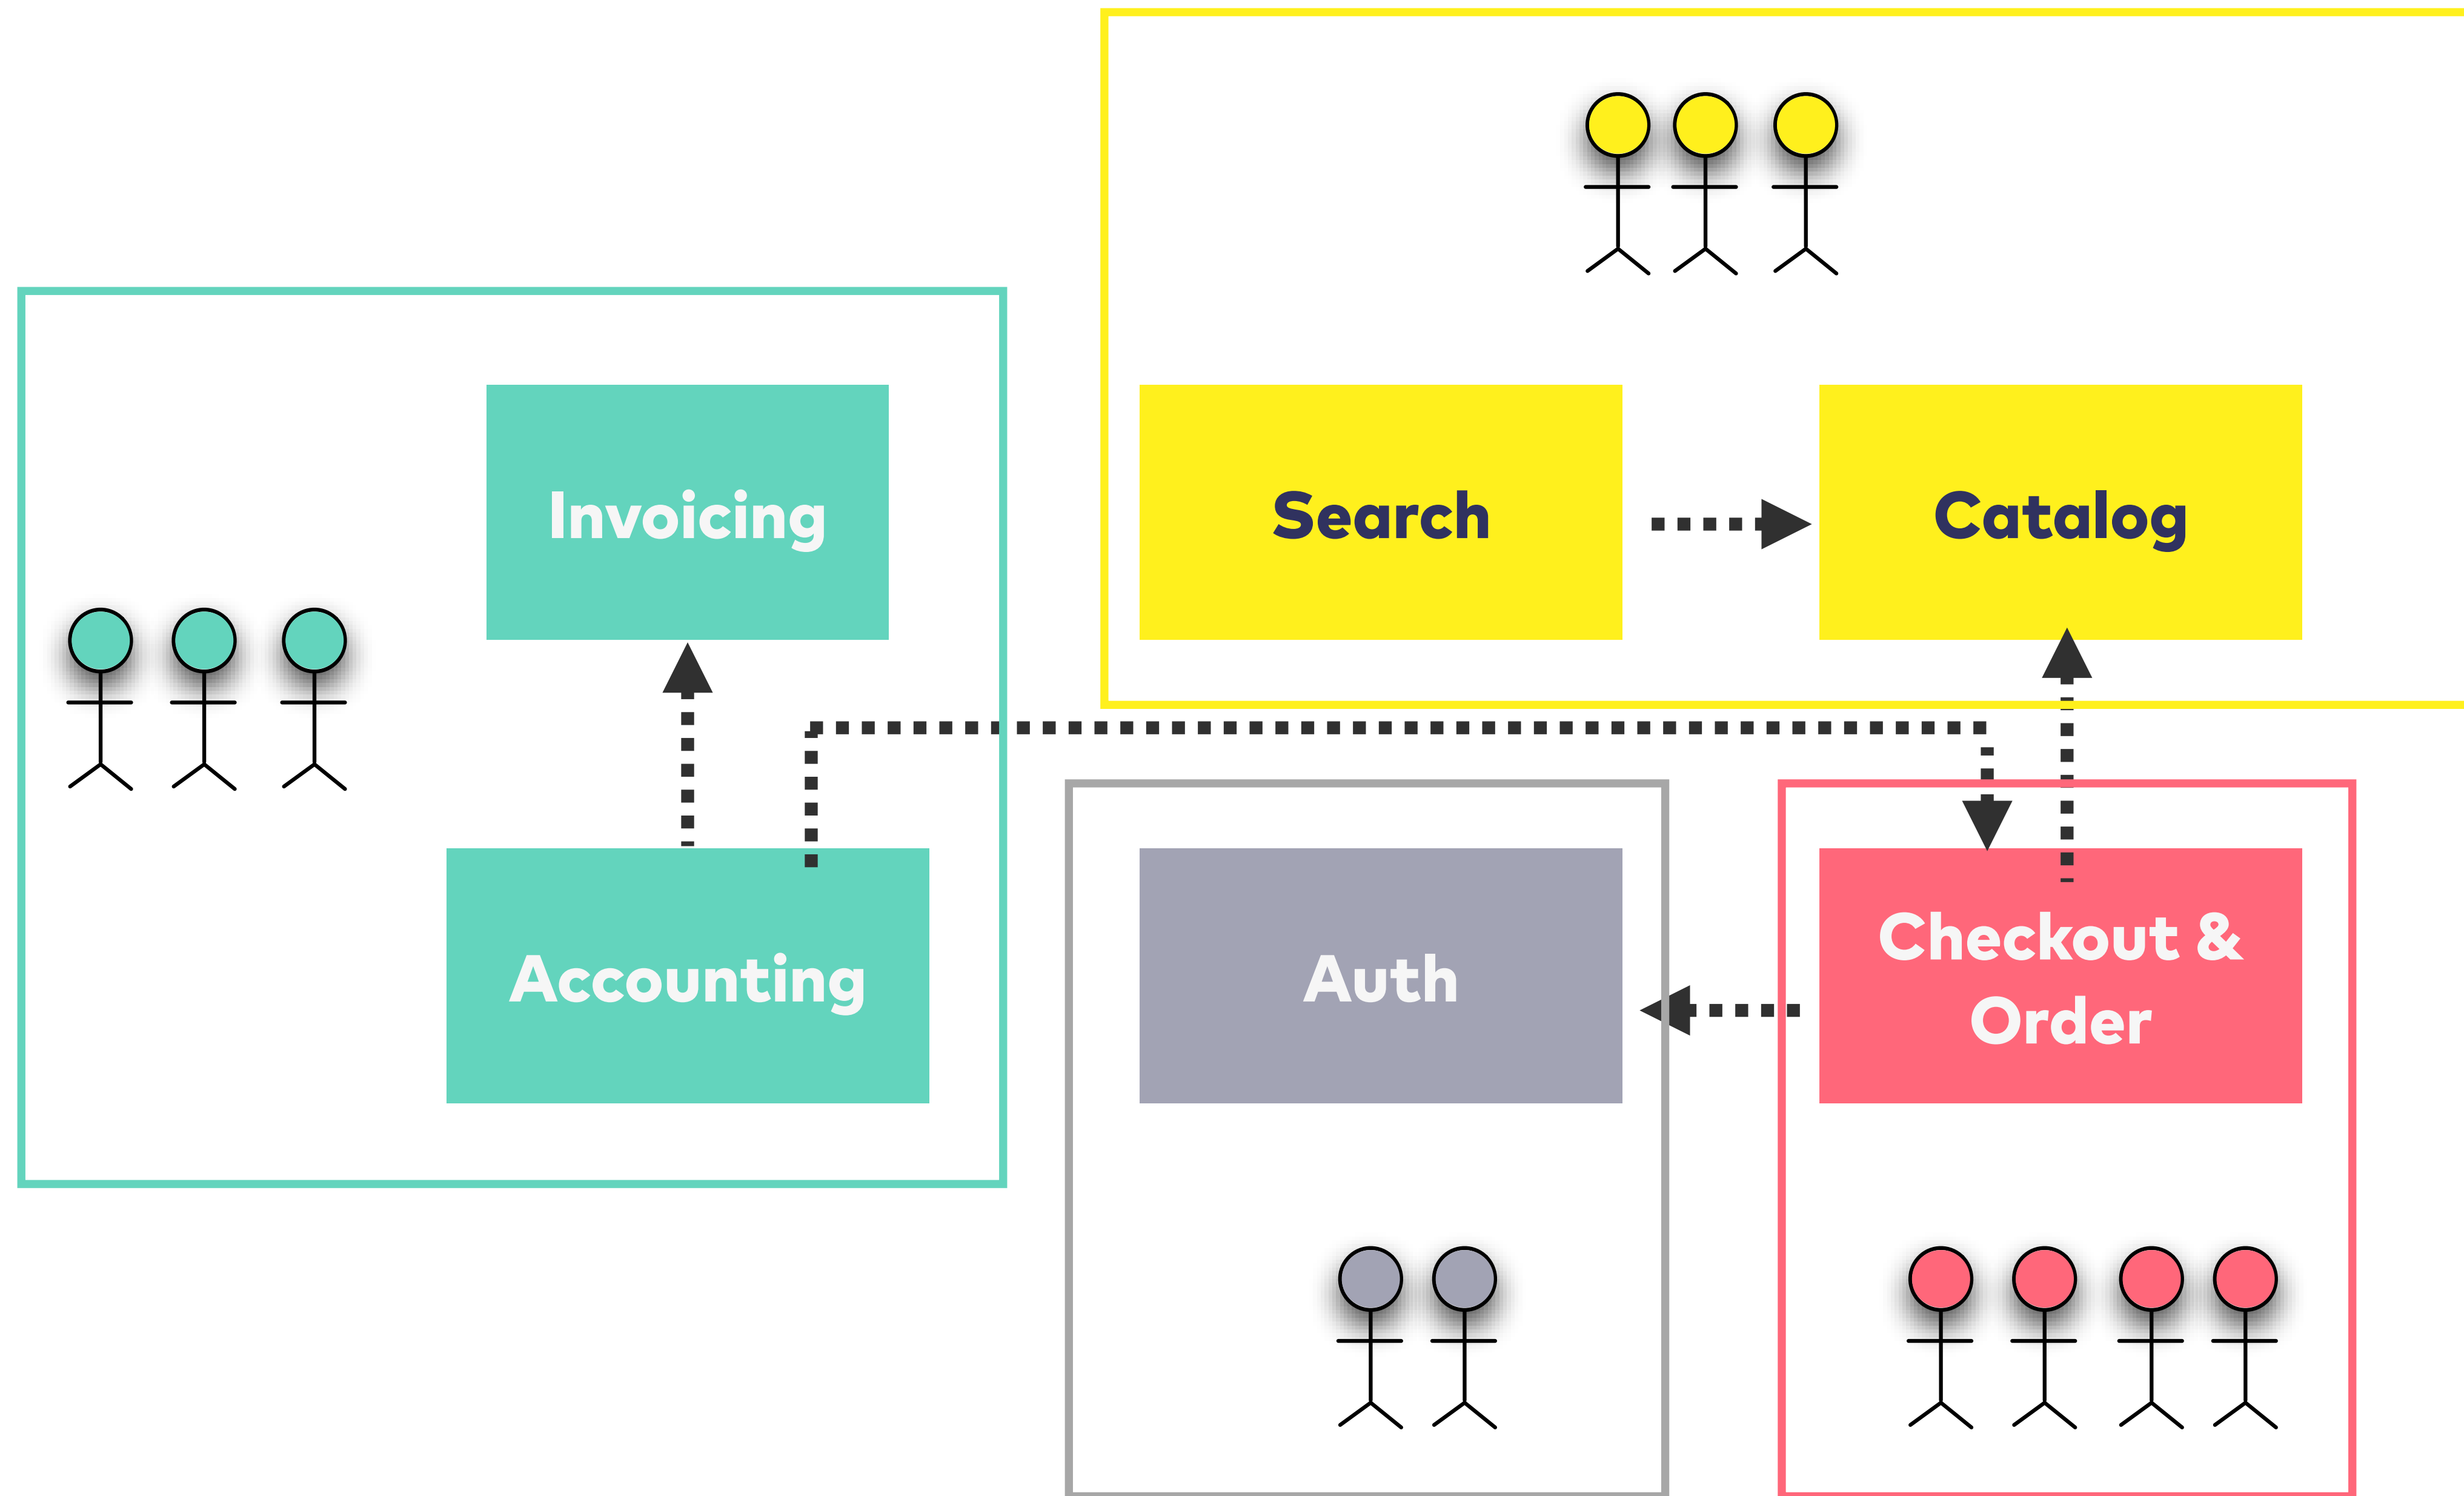 Invoicing
Search
Catalog
Accounting
Auth
Checkout &
Order